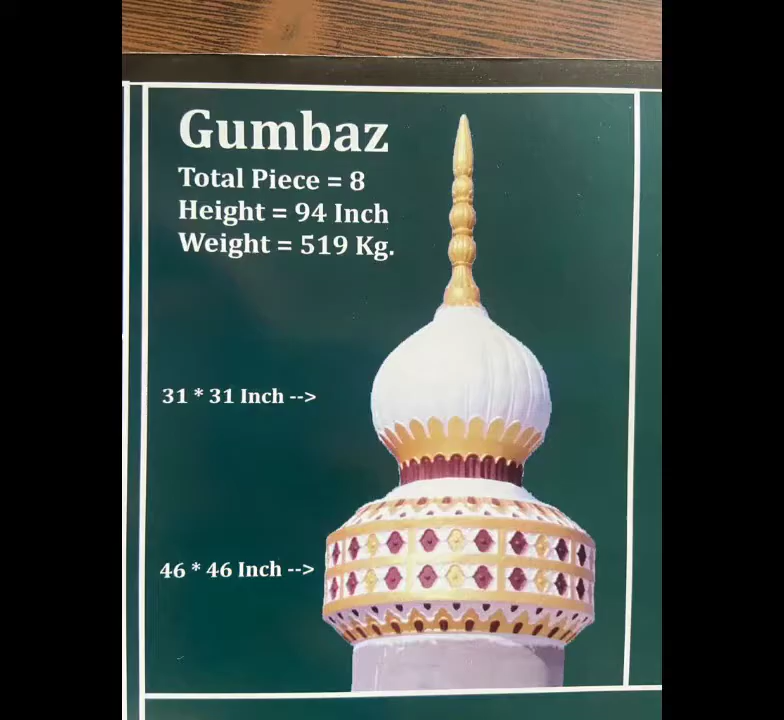 Gumbaz
Total Piece = 8
Height = 94 Inch
Weight = 519 Kg.
31 * 31 Inch -->
46 * 46 Inch -->